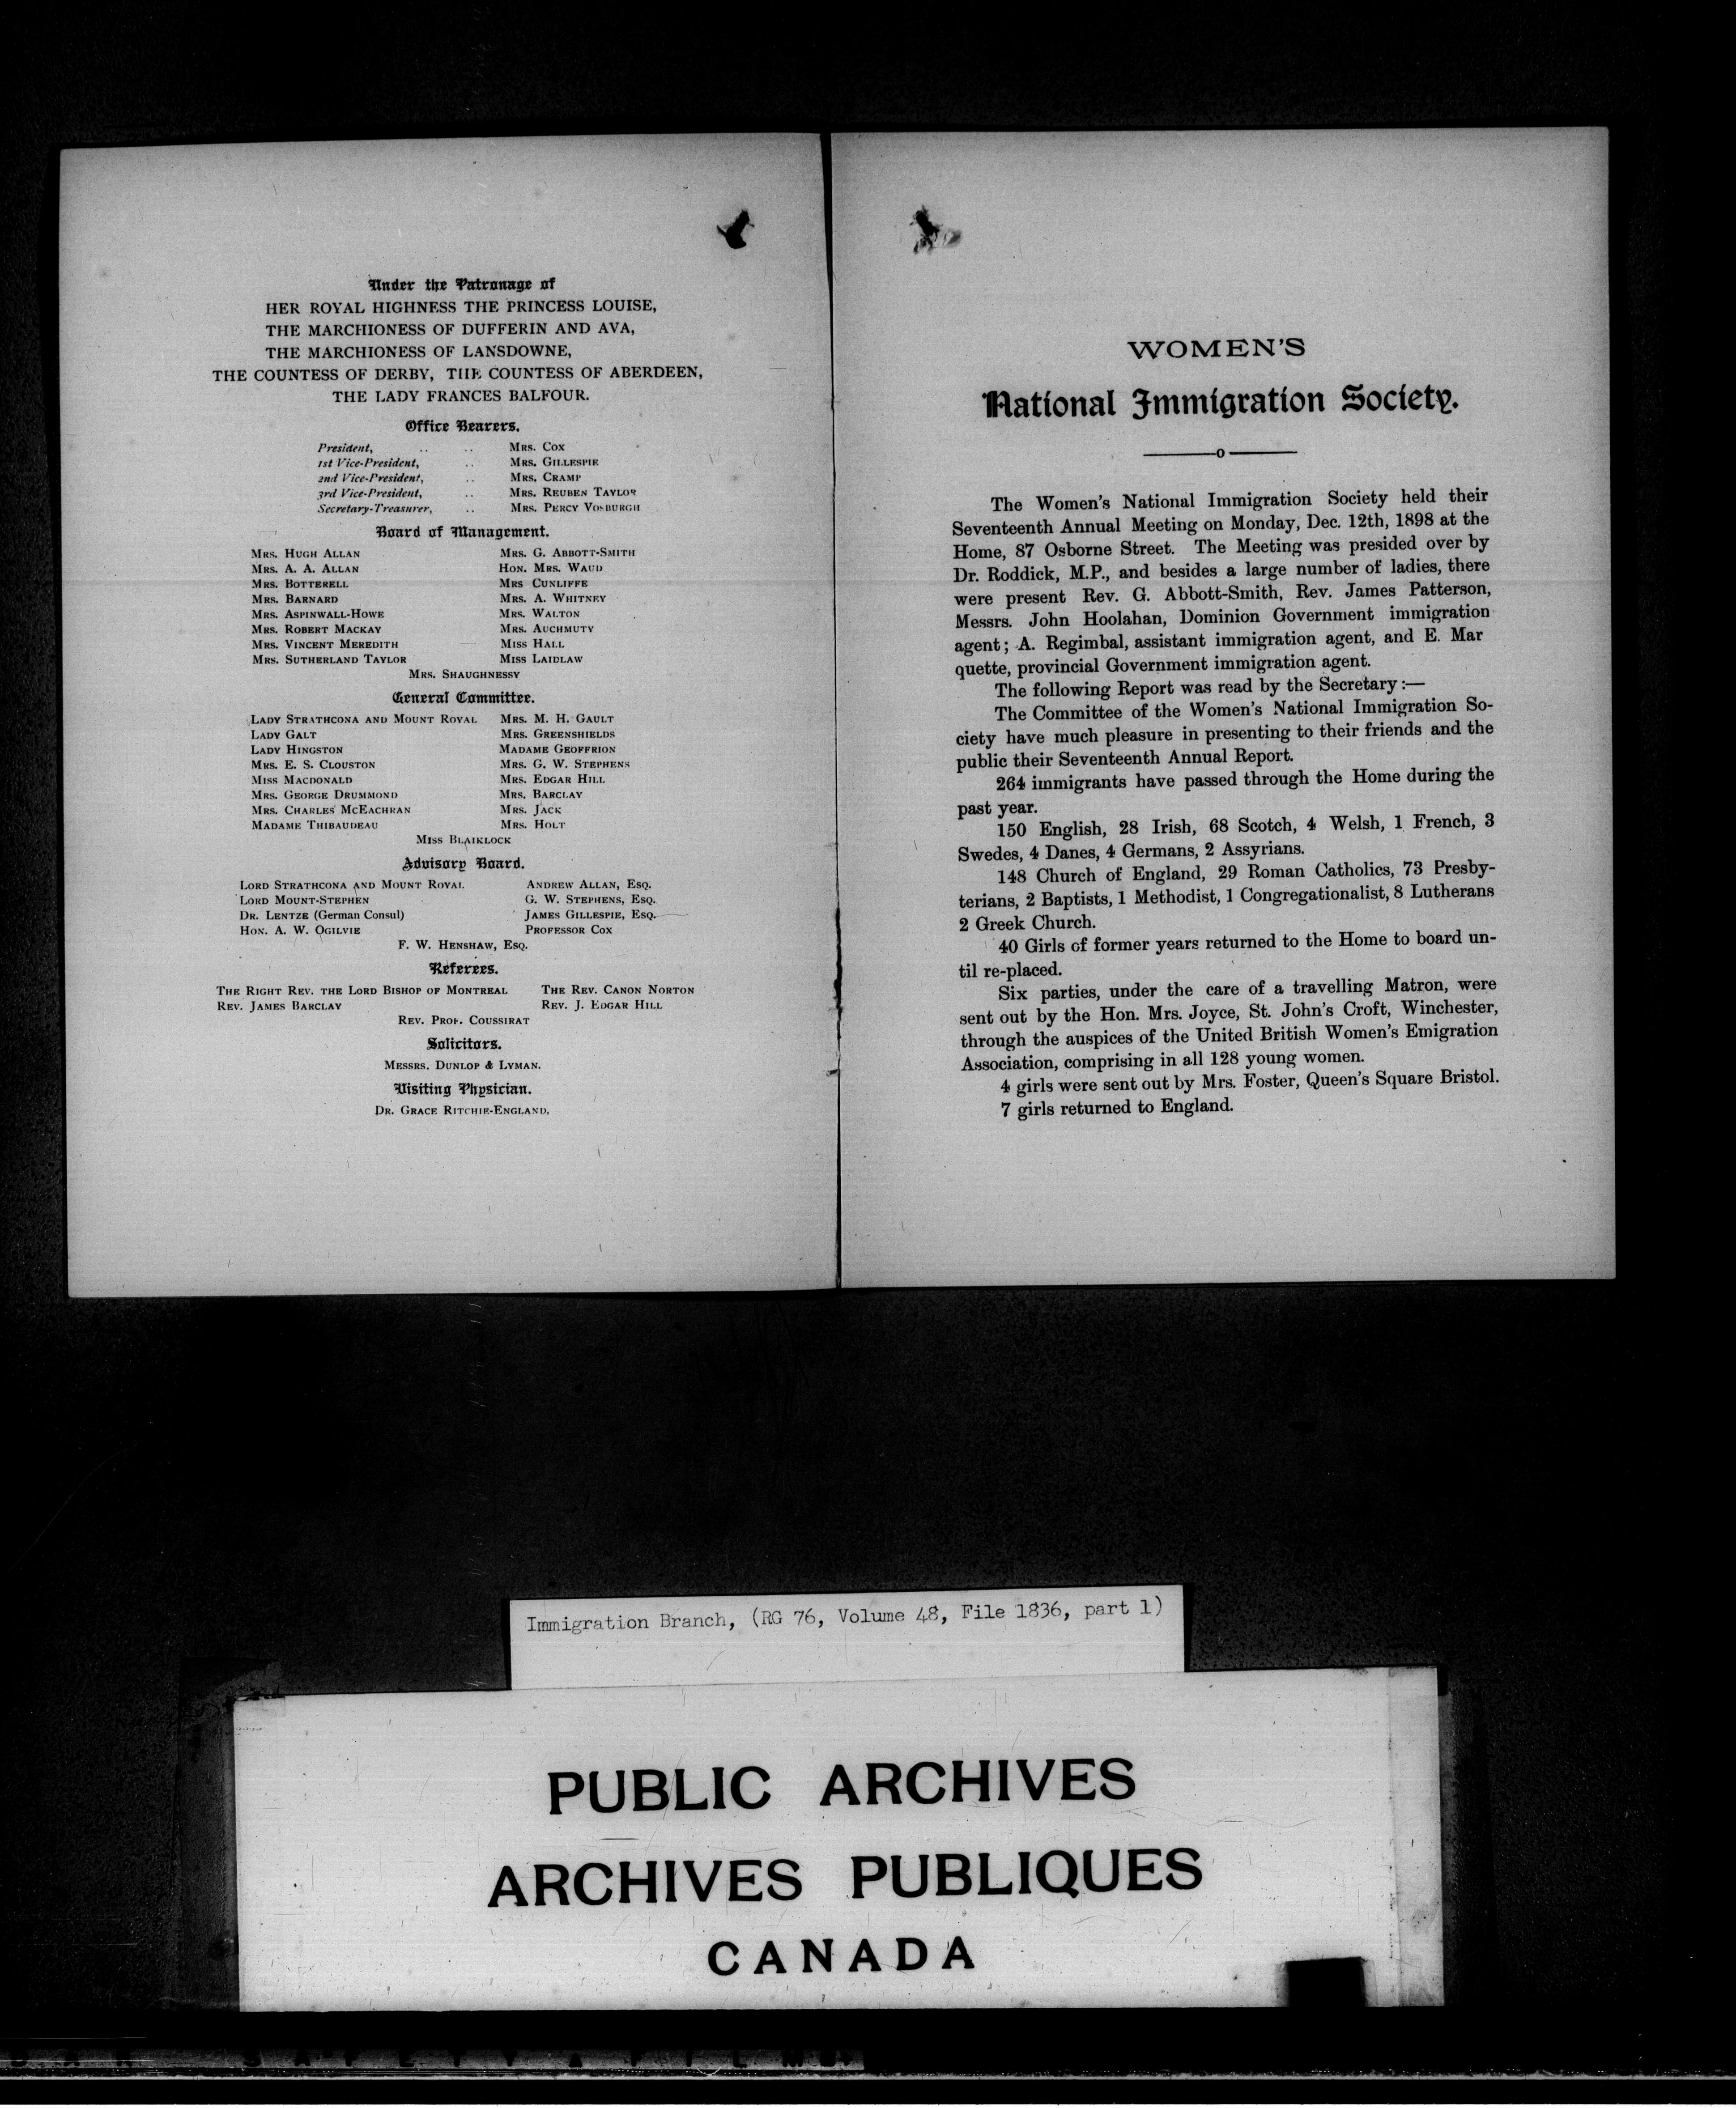 Under the Patronage of
HER ROYAL HIGHNESS THE PRINCESS LOUISE,
THE MARCHIONESS OF DUFFERIN AND AVA,
THE MARCHIONESS OF LANSDOWNE,
THE COUNTESS OF DERBY, THE COUNTESS OF ABERDEEN,
THE LADY FRANCES BALFOUR.
Office Bearers.
President, .. .. MRS. COX
1st Vice-President, .. MRS. GILLESPIE
2nd Vice-President, .. MRS. CRAMP
3rd Vice-President, .. MRS. REUBEN TAYLOR
Secretary-Treasurer, .. MRS. PERCY VOSBURGH
Board of Management.
MRS. HUGH ALLAN MRS. G. ABBOTT-SMITH
MRS. A. A. ALLAN HON. MRS. WAUD
MRS. BOTTERELL MRS CUNLIFFE
MRS. BARNARD MRS. A. WHITNEY
MRS. ASPINWALL-HOWE MRS. WALTON
MRS. ROBERT MACKAY MRS. AUCHMUTY
MRS. VINCENT MEREDITH MISS HALL
MRS. SUTHERLAND TAYLOR MISS LAIDLAW
MRS. SHAUGHNESSY
General Committee.
LADY STRATHCONA AND MOUNT ROYAL MRS. M. H. GAULT
LADY GALT MRS. GREENSHIELDS
LADY HINGSTON MADAME GEOFFRION
MRS. E. S. CLOUSTON MRS. G. W. STEPHENS
MISS MACDONALD MRS. EDGAR HILL
MRS. GEORGE DRUMMOND MRS. BARCLAY
MRS. CHARLES MCEACHRAN MRS. JACK
MADAME THIBAUDEAU MRS. HOLT
MISS BLAIKLOCK
Advisory Board.
LORD STRATHCONA AND MOUNT ROYAL ANDREW ALLAN, ESQ.
LORD MOUNT-STEPHEN G. W. STEPHENS, ESQ.
DR. LENTZE (German Consul) JAMES GILLESPIE, ESQ.
HON. A. W. OGILVIE PROFESSOR COX
F. W. HENSHAW, ESQ.
Referees.
THE RIGHT REV. THE LORD BISHOP OF MONTREAL THE REV. CANON NORTON
REV. JAMES BARCLAY REV. J. EDGAR HILL
REV. PROF. COUSSIRAT
Solicitors.
MESSRS. DUNLOP & LYMAN.
Visiting Physician.
DR. GRACE RITCHIE-ENGLAND.
WOMEN'S
National Immigration Society.
o
The Women's National Immigration Society held their
Seventeenth Annual Meeting on Monday, Dec. 12th, 1898 at the
Home, 87 Osborne Street. The Meeting was presided over by
Dr. Roddick, M.P., and besides a large number of ladies, there
were present Rev. G. Abbott-Smith, Rev. James Patterson,
Messrs. John Hoolahan, Dominion Government immigration
agent; A. Regimbal, assistant immigration agent, and E. Mar
quette, provincial Government immigration agent.
The following Report was read by the Secretary:—
The Committee of the Women's National Immigration So-
ciety have much pleasure in presenting to their friends and the
public their Seventeenth Annual Report.
264 immigrants have passed through the Home during the
past year.
150 English, 28 Irish, 68 Scotch, 4 Welsh, 1 French, 3
Swedes, 4 Danes, 4 Germans, 2 Assyrians.
148 Church of England, 29 Roman Catholics, 73 Presby-
terians, 2 Baptists, 1 Methodist, 1 Congregationalist, 8 Lutherans
2 Greek Church.
40 Girls of former years returned to the Home to board un-
til re-placed.
Six parties, under the care of a travelling Matron, were
sent out by the Hon. Mrs. Joyce, St. John's Croft, Winchester,
through the auspices of the United British Women's Emigration
Association, comprising in all 128 young women.
4 girls were sent out by Mrs. Foster, Queen's Square Bristol.
7 girls returned to England.
Immigration Branch, (RG 76, Volume 48, File 1836, part 1)
PUBLIC ARCHIVES
ARCHIVES PUBLIQUES
CANADA
SAFETY FILM